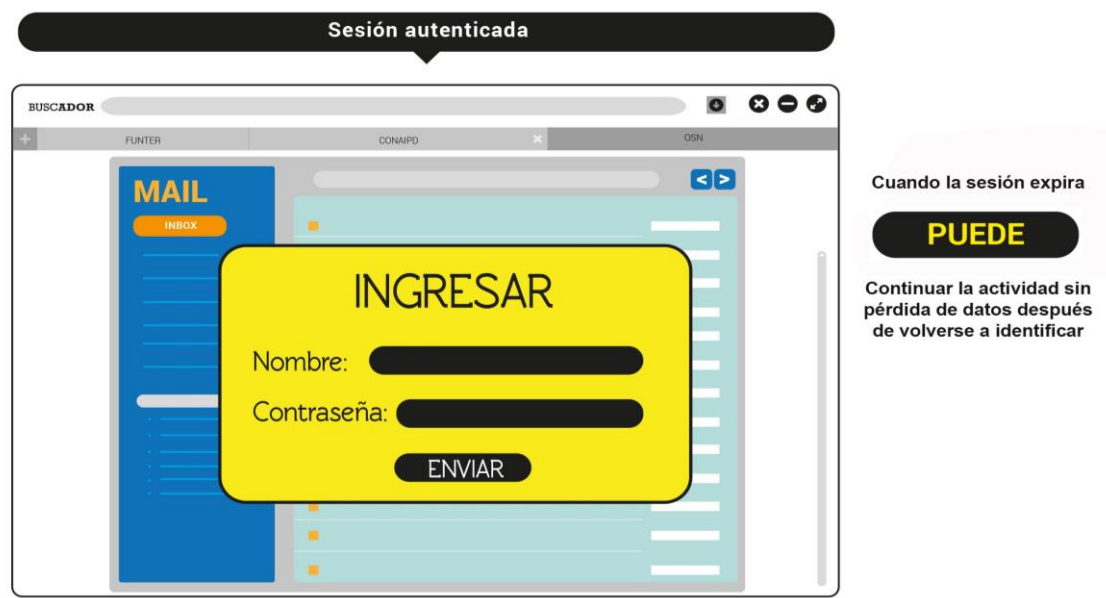 Sesión autenticada
BUSCADOR
FUNTER
CONAIPD
OSN
MAIL
INBOX
INGRESAR
Nombre:
Contraseña:
ENVIAR
Cuando la sesión expira
PUEDE
Continuar la actividad sin
pérdida de datos después
de volverse a identificar